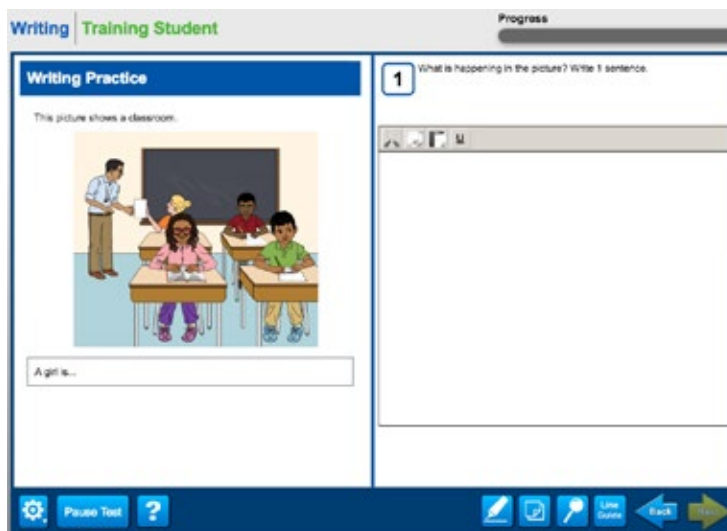 Writing Training Student
Progress
Writing Practice
This picture shows a classroom.
A girl is...
1
What is happening in the picture? Write 1 sentence.
U
Pause Test
?
Line
Guide
Back
Next